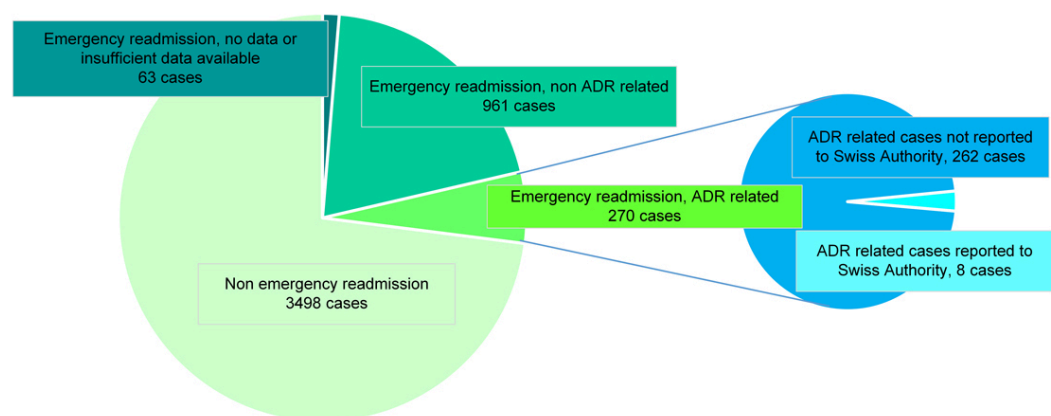 Emergency readmission, no data or
insufficient data available
63 cases
Emergency readmission, non ADR related
961 cases
ADR related cases not reported
to Swiss Authority, 262 cases
Emergency readmission, ADR related
270 cases
ADR related cases reported to
Swiss Authority, 8 cases
Non emergency readmission
3498 cases